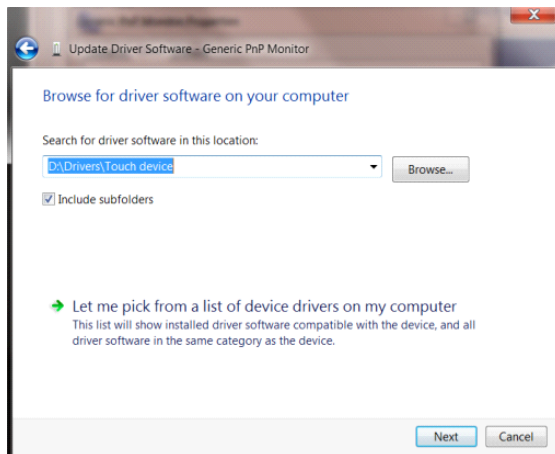 Update Driver Software - Generic PnP Monitor
Browse for driver software on your computer
Search for driver software in this location:
D:\Drivers\Touch device
Browse...
Include subfolders
Let me pick from a list of device drivers on my computer
This list will show installed driver software compatible with the device, and all
driver software in the same category as the device.
Next
Cancel